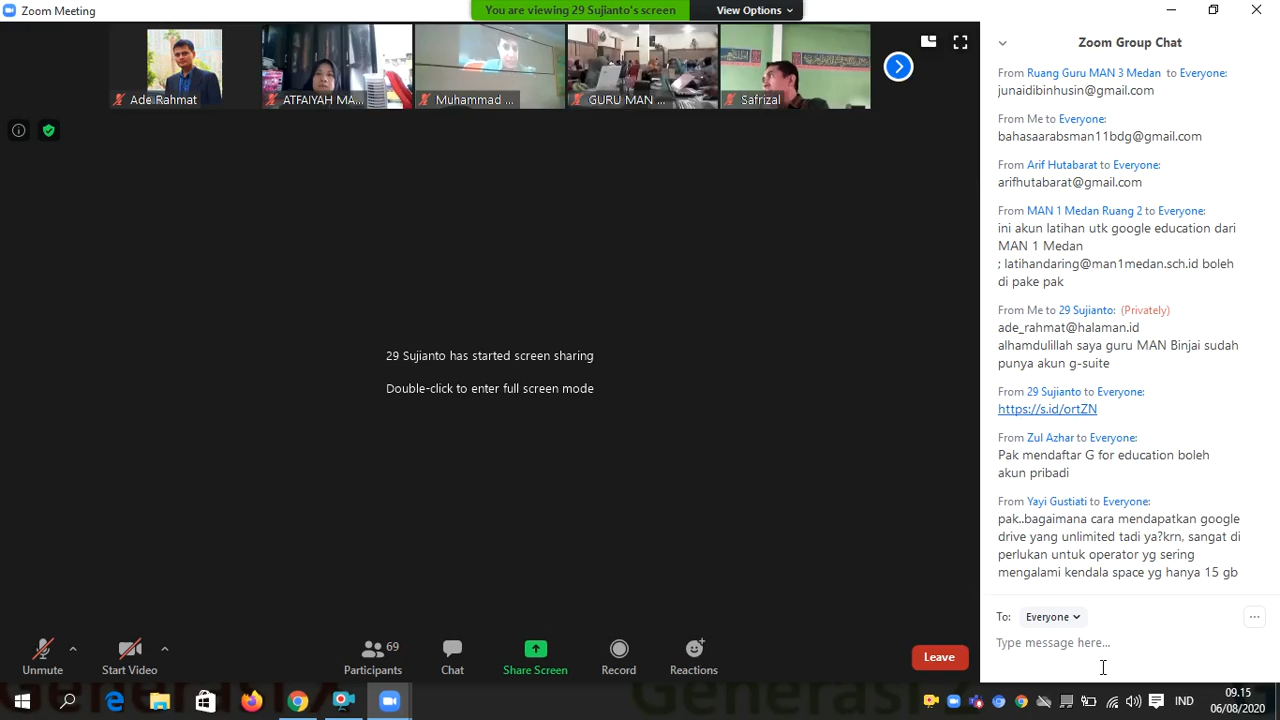 Zoom Meeting
You are viewing 29 Sujianto's screen
View Options
Ade Rahmat
ATFAIYAH MA...
Muhammad ...
GURU MAN ...
Safrizal
29 Sujianto has started screen sharing
Double-click to enter full screen mode
Unmute
Start Video
69
Participants
Chat
Share Screen
Record
Reactions
Leave
Zoom Group Chat
From Ruang Guru MAN 3 Medan to Everyone:
junaidibinhusin@gmail.com
From Me to Everyone:
bahasaarabsman11bdg@gmail.com
From Arif Hutabarat to Everyone:
arifhutabarat@gmail.com
From MAN 1 Medan Ruang 2 to Everyone:
ini akun latihan utk google education dari
MAN 1 Medan
; latihandaring@man1medan.sch.id boleh
di pake pak
From Me to 29 Sujianto: (Privately)
ade_rahmat@halaman.id
alhamdulillah saya guru MAN Binjai sudah
punya akun g-suite
From 29 Sujianto to Everyone:
https://s.id/ortZN
From Zul Azhar to Everyone:
Pak mendaftar G for education boleh
akun pribadi
From Yayi Gustiati to Everyone:
pak..bagaimana cara mendapatkan google
drive yang unlimited tadi ya?krn, sangat di
perlukan untuk operator yg sering
mengalami kendala space yg hanya 15 gb
To: Everyone
...
Type message here...
IND
09.15
06/08/2020